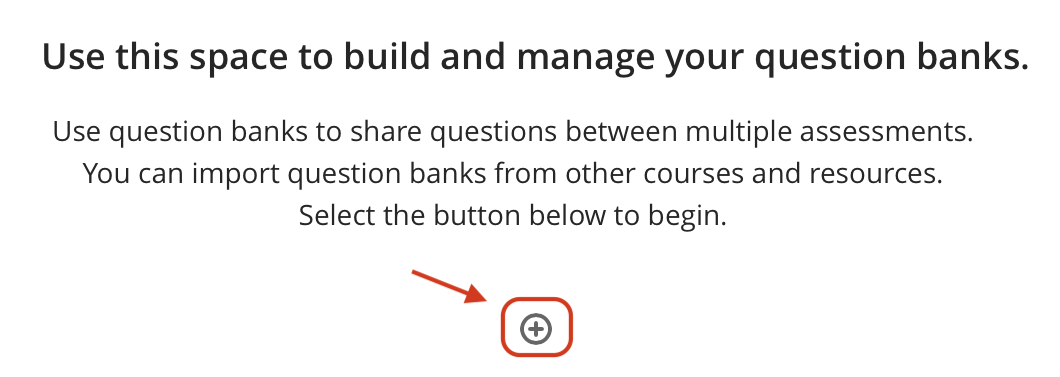 Use this space to build and manage your question banks.
Use question banks to share questions between multiple assessments.
You can import question banks from other courses and resources.
Select the button below to begin.